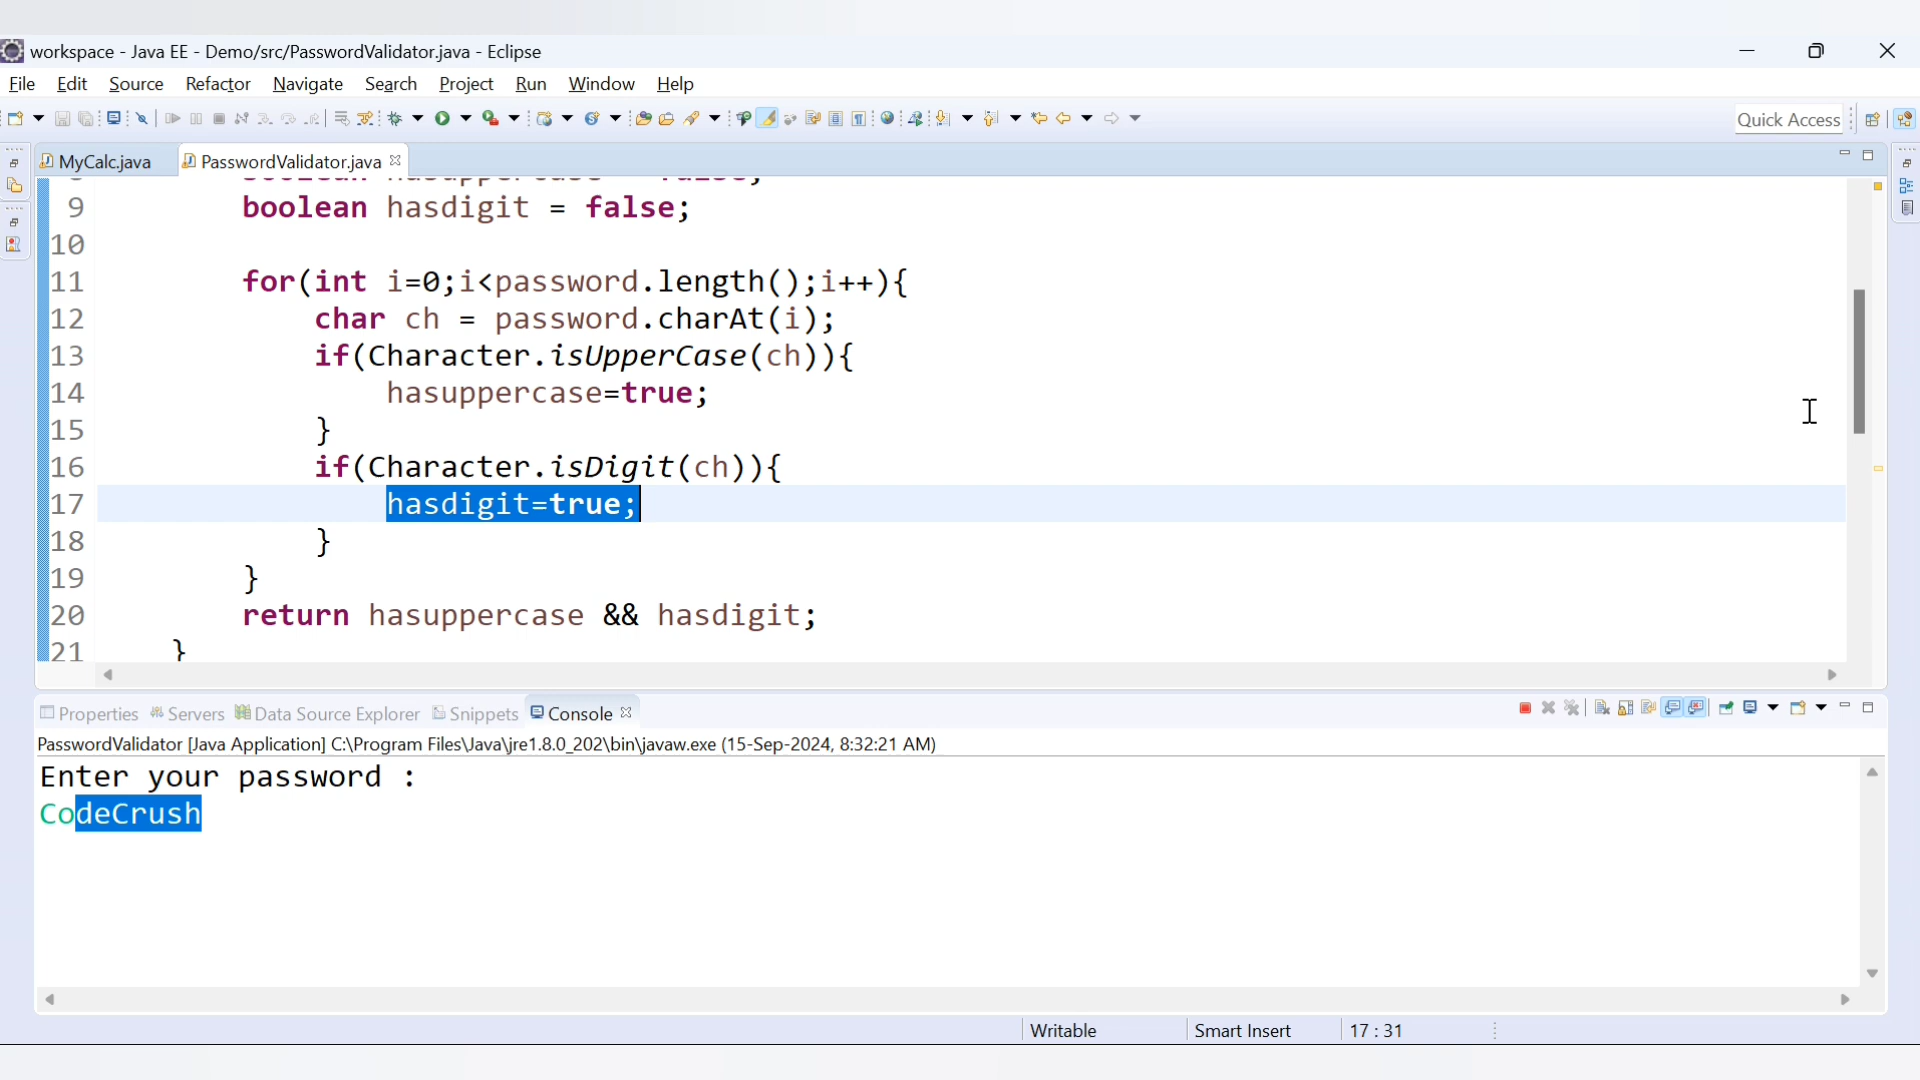 workspace - Java EE - Demo/src/PasswordValidator.java - Eclipse
File Edit Source Refactor Navigate Search Project Run Window Help
Quick Access
MyCalc.java PasswordValidator.java
9 boolean hasdigit = false;
10
11 for(int i=0;i<password.length();i++){
12 char ch = password.charAt(i);
13 if(Character.isUpperCase(ch)){
14 hasuppercase=true;
15 }
16 if(Character.isDigit(ch)){
17 hasdigit=true;
18 }
19 }
20 return hasuppercase && hasdigit;
21 }
Properties Servers Data Source Explorer Snippets Console
PasswordValidator [Java Application] C:\Program Files\Java\jre1.8.0_202\bin\javaw.exe (15-Sep-2024, 8:32:21 AM)
Enter your password :
CodeCrush
Writable Smart Insert 17 : 31